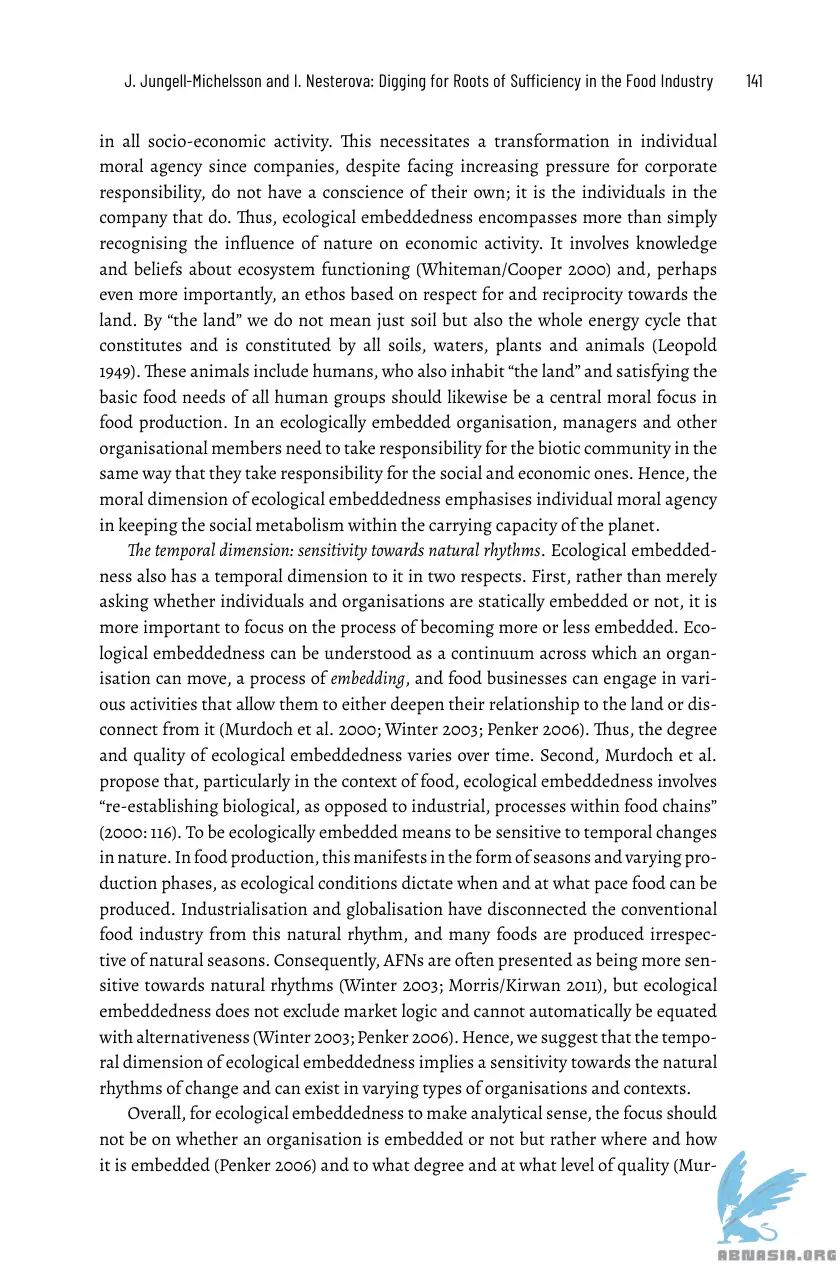 J. Jungell-Michelsson and I. Nesterova: Digging for Roots of Sufficiency in the Food Industry 141
in all socio-economic activity. This necessitates a transformation in individual
moral agency since companies, despite facing increasing pressure for corporate
responsibility, do not have a conscience of their own; it is the individuals in the
company that do. Thus, ecological embeddedness encompasses more than simply
recognising the influence of nature on economic activity. It involves knowledge
and beliefs about ecosystem functioning (Whiteman/Cooper 2000) and, perhaps
even more importantly, an ethos based on respect for and reciprocity towards the
land. By “the land” we do not mean just soil but also the whole energy cycle that
constitutes and is constituted by all soils, waters, plants and animals (Leopold
1949). These animals include humans, who also inhabit “the land” and satisfying the
basic food needs of all human groups should likewise be a central moral focus in
food production. In an ecologically embedded organisation, managers and other
organisational members need to take responsibility for the biotic community in the
same way that they take responsibility for the social and economic ones. Hence, the
moral dimension of ecological embeddedness emphasises individual moral agency
in keeping the social metabolism within the carrying capacity of the planet.
The temporal dimension: sensitivity towards natural rhythms. Ecological embedded-
ness also has a temporal dimension to it in two respects. First, rather than merely
asking whether individuals and organisations are statically embedded or not, it is
more important to focus on the process of becoming more or less embedded. Eco-
logical embeddedness can be understood as a continuum across which an organ-
isation can move, a process of embedding, and food businesses can engage in vari-
ous activities that allow them to either deepen their relationship to the land or dis-
connect from it (Murdoch et al. 2000; Winter 2003; Penker 2006). Thus, the degree
and quality of ecological embeddedness varies over time. Second, Murdoch et al.
propose that, particularly in the context of food, ecological embeddedness involves
“re-establishing biological, as opposed to industrial, processes within food chains”
(2000: 116). To be ecologically embedded means to be sensitive to temporal changes
in nature. In food production, this manifests in the form of seasons and varying pro-
duction phases, as ecological conditions dictate when and at what pace food can be
produced. Industrialisation and globalisation have disconnected the conventional
food industry from this natural rhythm, and many foods are produced irrespec-
tive of natural seasons. Consequently, AFNs are often presented as being more sen-
sitive towards natural rhythms (Winter 2003; Morris/Kirwan 2011), but ecological
embeddedness does not exclude market logic and cannot automatically be equated
with alternativeness (Winter 2003; Penker 2006). Hence, we suggest that the tempo-
ral dimension of ecological embeddedness implies a sensitivity towards the natural
rhythms of change and can exist in varying types of organisations and contexts.
Overall, for ecological embeddedness to make analytical sense, the focus should
not be on whether an organisation is embedded or not but rather where and how
it is embedded (Penker 2006) and to what degree and at what level of quality (Mur-
ABNASIA.ORG